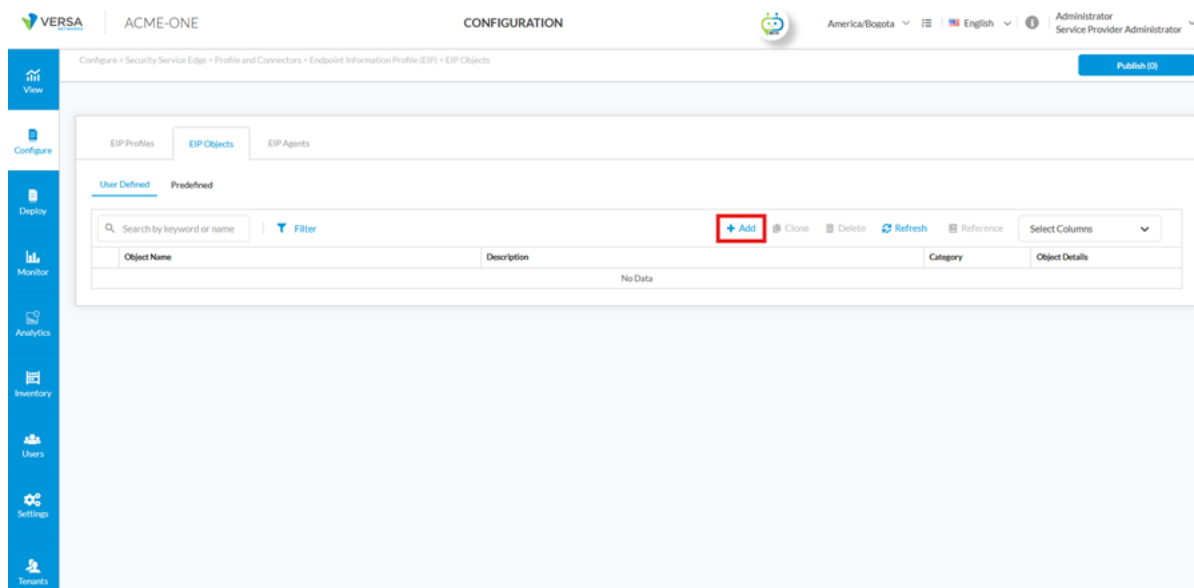 VERSA
NETWORKS
ACME-ONE
CONFIGURATION
America/Bogota
English
Administrator
Service Provider Administrator
Configure > Security Service Edge > Profile and Connectors > Endpoint Information Profile (EIP) > EIP Objects
Publish (0)
View
Configure
Deploy
Monitor
Analytics
Inventory
Users
Settings
Tenants
EIP Profiles
EIP Objects
EIP Agents
User Defined
Predefined
Search by keyword or name
Filter
+ Add
Clone
Delete
Refresh
Reference
Select Columns
Object Name
Description
Category
Object Details
No Data